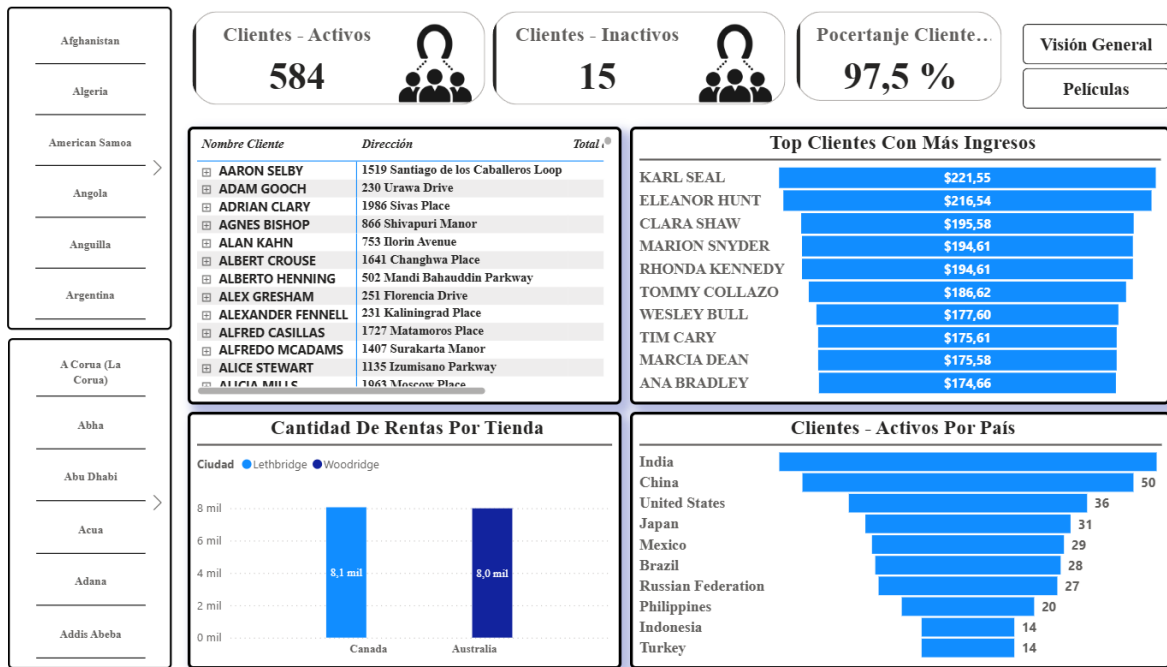 Afghanistan
Algeria
American Samoa
Angola
Anguilla
Argentina
A Corua (La
Corua)
Abha
Abu Dhabi
Acua
Adana
Addis Abeba
Clientes - Activos
584
Clientes - Inactivos
15
Pocertanje Cliente...
97,5 %
Visión General
Películas
Nombre Cliente Dirección Total
AARON SELBY 1519 Santiago de los Caballeros Loop
ADAM GOOCH 230 Urawa Drive
ADRIAN CLARY 1986 Sivas Place
AGNES BISHOP 866 Shivapuri Manor
ALAN KAHN 753 Ilorin Avenue
ALBERT CROUSE 1641 Changhwa Place
ALBERTO HENNING 502 Mandi Bahauddin Parkway
ALEX GRESHAM 251 Florencia Drive
ALEXANDER FENNELL 231 Kaliningrad Place
ALFRED CASILLAS 1727 Matamoros Place
ALFREDO MCADAMS 1407 Surakarta Manor
ALICE STEWART 1135 Izumisano Parkway
ALICIA MILLS 1963 Moscow Place
Top Clientes Con Más Ingresos
KARL SEAL $221,55
ELEANOR HUNT $216,54
CLARA SHAW $195,58
MARION SNYDER $194,61
RHONDA KENNEDY $194,61
TOMMY COLLAZO $186,62
WESLEY BULL $177,60
TIM CARY $175,61
MARCIA DEAN $175,58
ANA BRADLEY $174,66
Cantidad De Rentas Por Tienda
Ciudad Lethbridge Woodridge
8 mil
6 mil
4 mil
2 mil
0 mil
8,1 mil
8,0 mil
Canada Australia
Clientes - Activos Por País
India
China 50
United States 36
Japan 31
Mexico 29
Brazil 28
Russian Federation 27
Philippines 20
Indonesia 14
Turkey 14